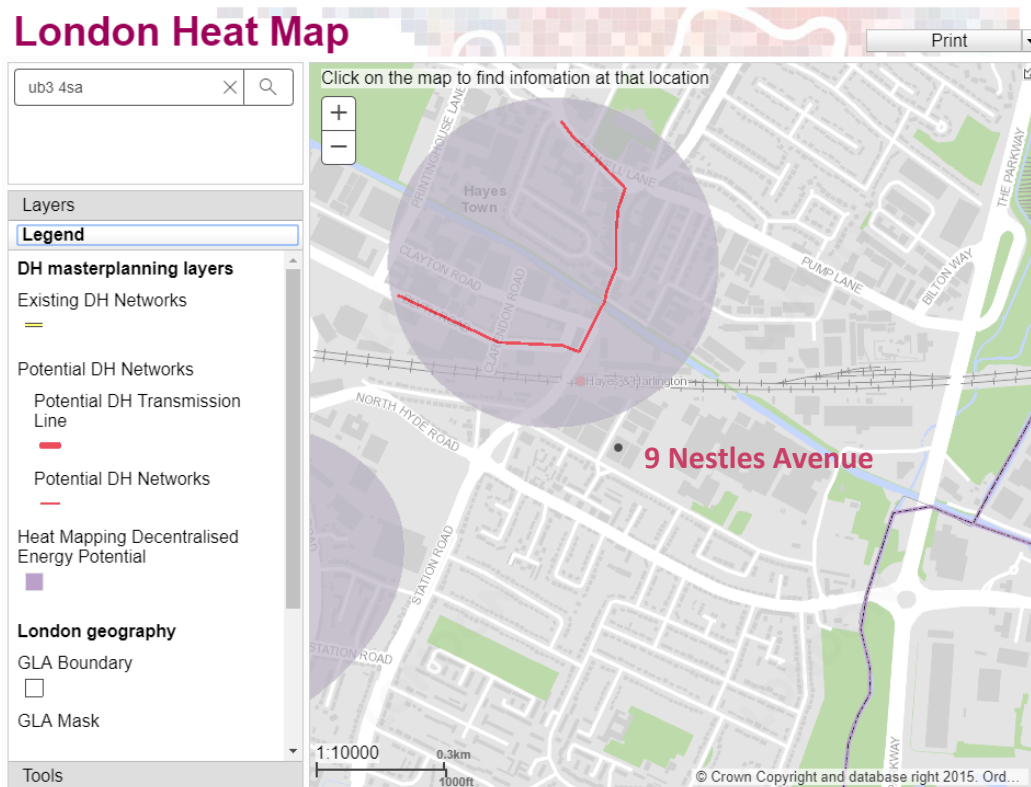 London Heat Map
Print
ub3 4sa
Click on the map to find infomation at that location
+
−
Layers
Legend
DH masterplanning layers
Existing DH Networks
Potential DH Networks
Potential DH Transmission
Line
Potential DH Networks
Heat Mapping Decentralised
Energy Potential
London geography
GLA Boundary
GLA Mask
Tools
PRINTINGHOUSE LANE
Hayes
Town
LANE
THE PARKWAY
CLAYTON ROAD
CLARENDON ROAD
PUMP LANE
BILTON WAY
Hayes & Harlington
NORTH HYDE ROAD
9 Nestles Avenue
STATION ROAD
STATION ROAD
PARKWAY
1:10000
0.3km
1000ft
© Crown Copyright and database right 2015. Ord...